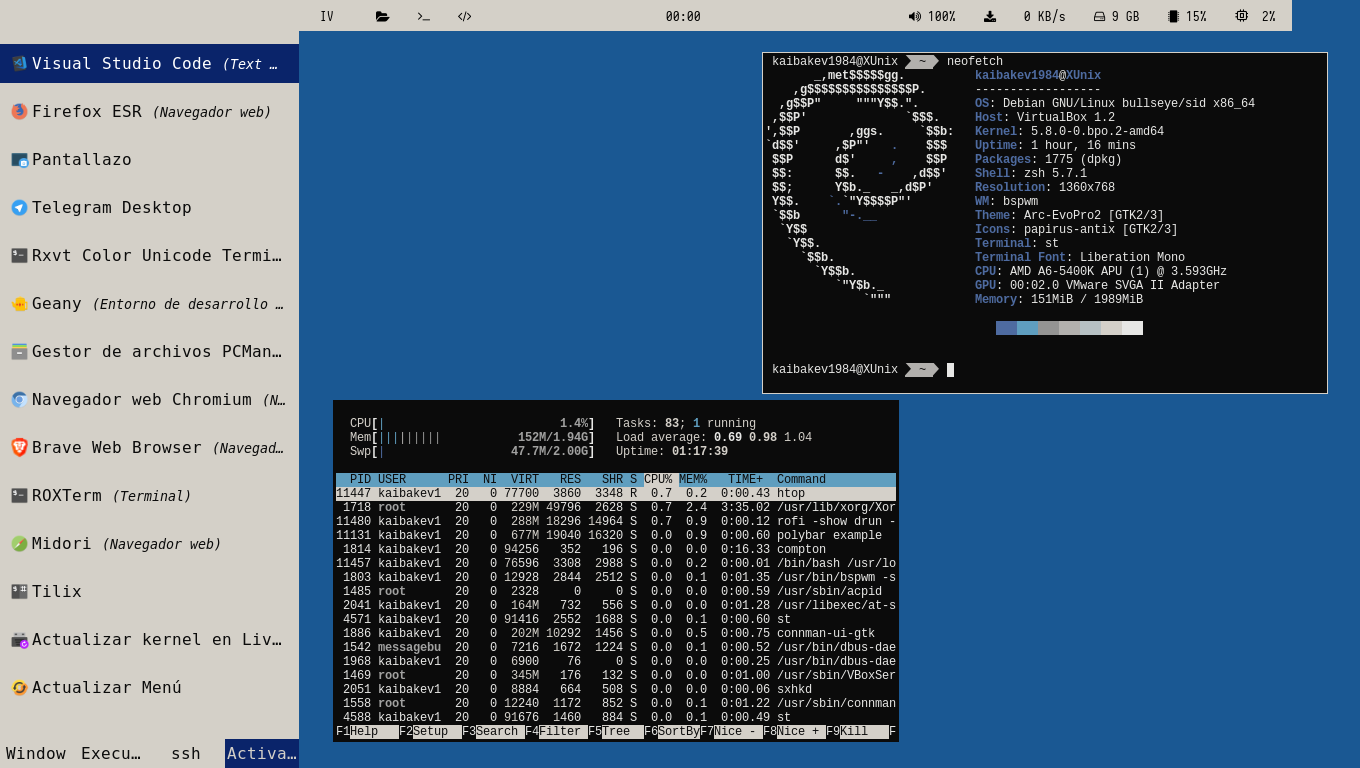 IV 00:00 100% 0 KB/s 9 GB 15% 2%
Visual Studio Code (Text …
Firefox ESR (Navegador web)
Pantallazo
Telegram Desktop
Rxvt Color Unicode Termi…
Geany (Entorno de desarrollo …
Gestor de archivos PCMan…
Navegador web Chromium (N…
Brave Web Browser (Navegad…
ROXTerm (Terminal)
Midori (Navegador web)
Tilix
Actualizar kernel en Liv…
Actualizar Menú
Window Execu… ssh Activa…
kaibakev1984@XUnix ~ neofetch
_,met$$$$$gg.
,g$$$$$$$$$$$$$$$P.
,g$$P"     """Y$$.".
,$$P'              `$$$.
',$$P       ,ggs.     `$$b:
`d$$'     ,$P"'   .    $$$
$$P      d$'     ,    $$P
$$:      $$.   -    ,d$$'
$$;      Y$b._   _,d$P'
Y$$.    `.`"Y$$$$P"'
`$$b      "-.__
`Y$$
`Y$$.
`$$b.
`Y$$b.
`"Y$b._
`"""
kaibakev1984@XUnix
------------------
OS: Debian GNU/Linux bullseye/sid x86_64
Host: VirtualBox 1.2
Kernel: 5.8.0-0.bpo.2-amd64
Uptime: 1 hour, 16 mins
Packages: 1775 (dpkg)
Shell: zsh 5.7.1
Resolution: 1360x768
WM: bspwm
Theme: Arc-EvoPro2 [GTK2/3]
Icons: papirus-antix [GTK2/3]
Terminal: st
Terminal Font: Liberation Mono
CPU: AMD A6-5400K APU (1) @ 3.593GHz
GPU: 00:02.0 VMware SVGA II Adapter
Memory: 151MiB / 1989MiB
kaibakev1984@XUnix ~
CPU[|                         1.4%]   Tasks: 83; 1 running
Mem[|||||||||           152M/1.94G]   Load average: 0.69 0.98 1.04
Swp[|                  47.7M/2.00G]   Uptime: 01:17:39
PID USER      PRI  NI  VIRT   RES   SHR S CPU% MEM%   TIME+  Command
11447 kaibakev1  20   0 77700  3860  3348 R  0.7  0.2  0:00.43 htop
1718 root       20   0  229M 49796  2628 S  0.7  2.4  3:35.02 /usr/lib/xorg/Xor
11480 kaibakev1  20   0  288M 18296 14964 S  0.7  0.9  0:00.12 rofi -show drun -
11131 kaibakev1  20   0  677M 19040 16320 S  0.0  0.9  0:00.60 polybar example
1814 kaibakev1  20   0 94256   352   196 S  0.0  0.0  0:16.33 compton
11457 kaibakev1  20   0 76596  3308  2988 S  0.0  0.2  0:00.01 /bin/bash /usr/lo
1803 kaibakev1  20   0 12928  2844  2512 S  0.0  0.1  0:01.35 /usr/bin/bspwm -s
1485 root       20   0  2328     0     0 S  0.0  0.0  0:00.59 /usr/sbin/acpid
2041 kaibakev1  20   0  164M   732   556 S  0.0  0.0  0:01.28 /usr/libexec/at-s
4571 kaibakev1  20   0 91416  2552  1688 S  0.0  0.1  0:00.60 st
1886 kaibakev1  20   0  202M 10292  1456 S  0.0  0.5  0:00.75 connman-ui-gtk
1542 messagebu  20   0  7216  1672  1224 S  0.0  0.1  0:00.52 /usr/bin/dbus-dae
1968 kaibakev1  20   0  6900    76     0 S  0.0  0.0  0:00.25 /usr/bin/dbus-dae
1469 root       20   0  345M   176   132 S  0.0  0.0  0:01.00 /usr/sbin/VBoxSer
2051 kaibakev1  20   0  8884   664   508 S  0.0  0.0  0:00.06 sxhkd
1558 root       20   0 12240  1172   852 S  0.0  0.1  0:01.22 /usr/sbin/connman
4588 kaibakev1  20   0 91676  1460   884 S  0.0  0.1  0:00.49 st
F1Help   F2Setup  F3Search F4Filter F5Tree  F6SortByF7Nice - F8Nice + F9Kill   F